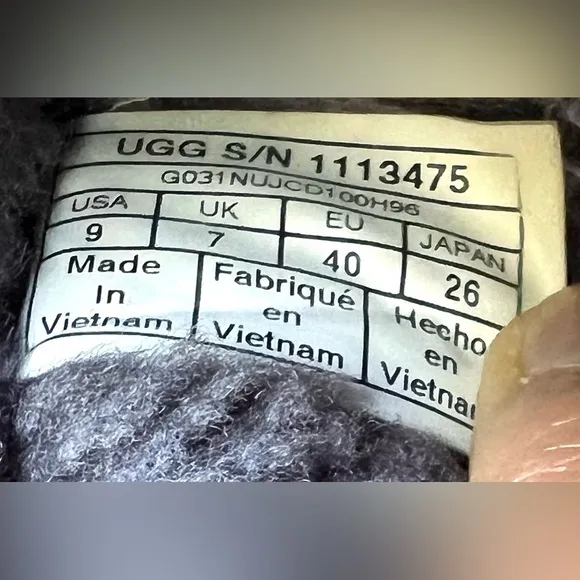 UGG S/N 1113475
G031NUJCD100H96
USA UK EU JAPAN
9 7 40 26
Made In Vietnam
Fabriqué en Vietnam
Hecho en